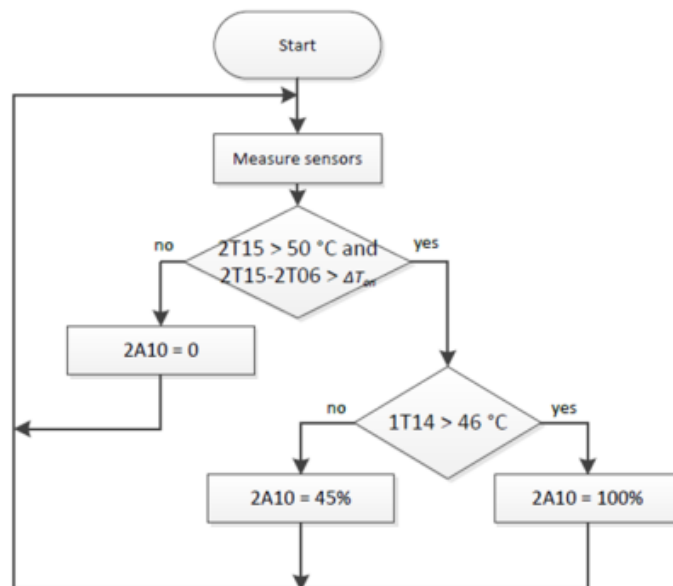 Start
Measure sensors
no
yes
2T15 > 50 °C and
2T15-2T06 > ΔTon
2A10 = 0
no
yes
1T14 > 46 °C
2A10 = 45%
2A10 = 100%